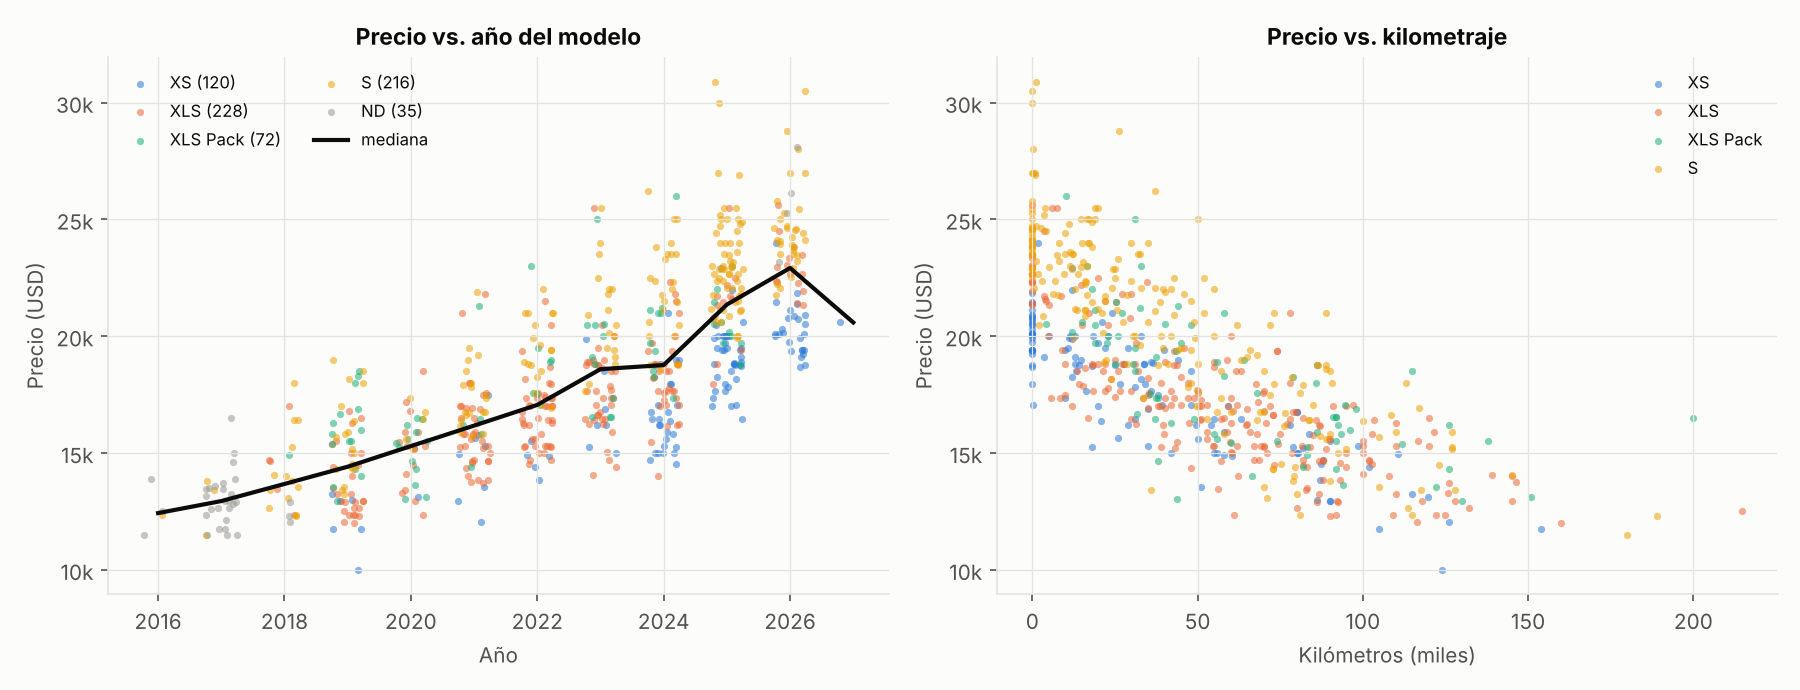 Precio vs. año del modelo
XS (120)
XLS (228)
XLS Pack (72)
S (216)
ND (35)
mediana
30k
25k
20k
15k
10k
Precio (USD)
2016 2018 2020 2022 2024 2026
Año
Precio vs. kilometraje
XS
XLS
XLS Pack
S
30k
25k
20k
15k
10k
Precio (USD)
0 50 100 150 200
Kilómetros (miles)